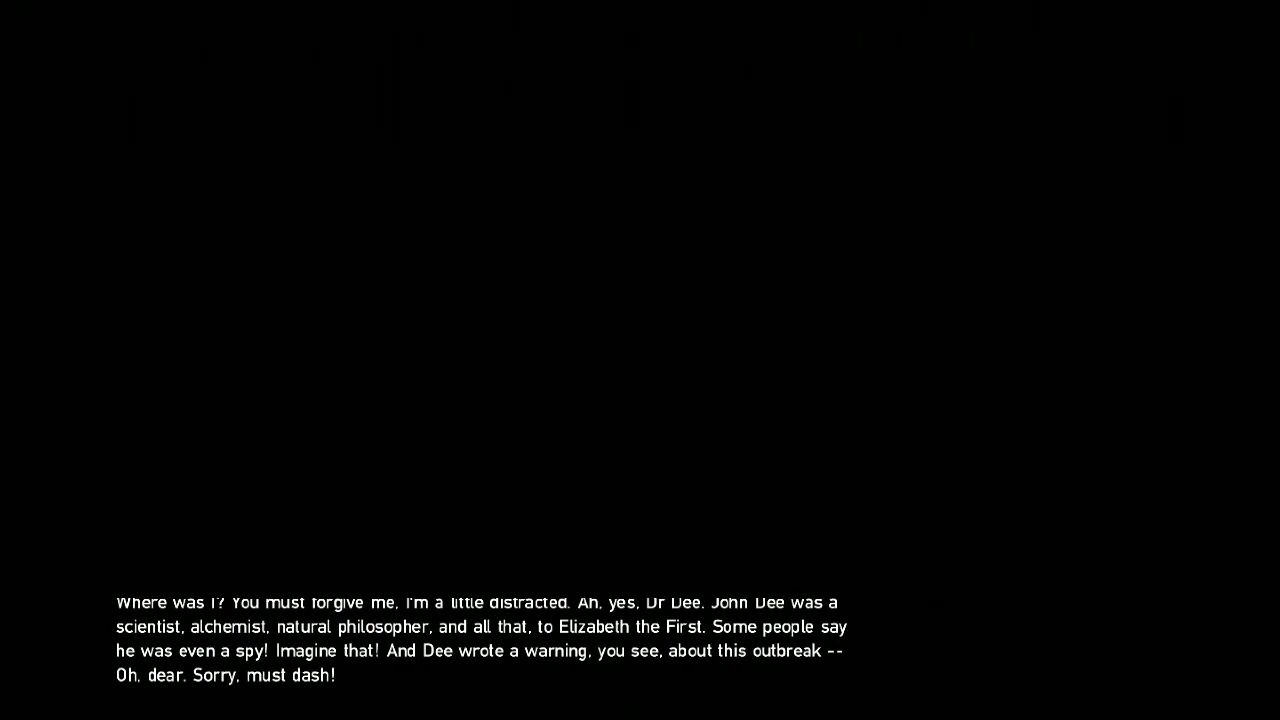 Where was I? You must forgive me, I'm a little distracted. Ah, yes, Dr Dee. John Dee was a
scientist, alchemist, natural philosopher, and all that, to Elizabeth the First. Some people say
he was even a spy! Imagine that! And Dee wrote a warning, you see, about this outbreak --
Oh, dear. Sorry, must dash!